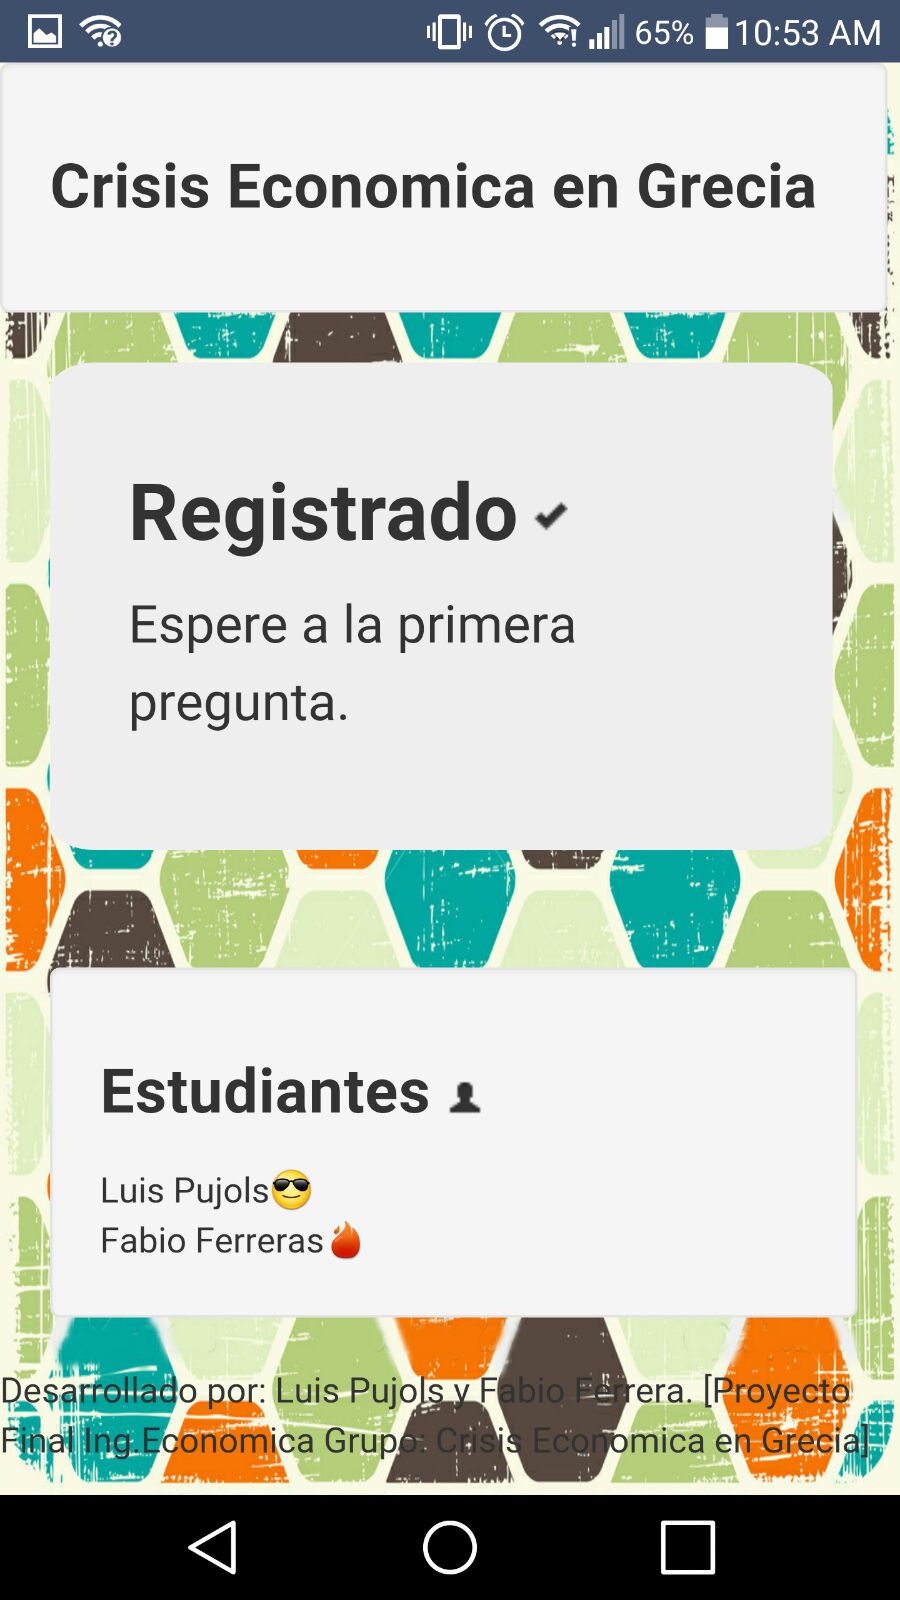 65% 10:53 AM
Crisis Economica en Grecia
Registrado
Espere a la primera
pregunta.
Estudiantes
Luis Pujols😎
Fabio Ferreras🔥
Desarrollado por: Luis Pujols y Fabio Ferrera. [Proyecto
Final Ing.Economica Grupo: Crisis Economica en Grecia]